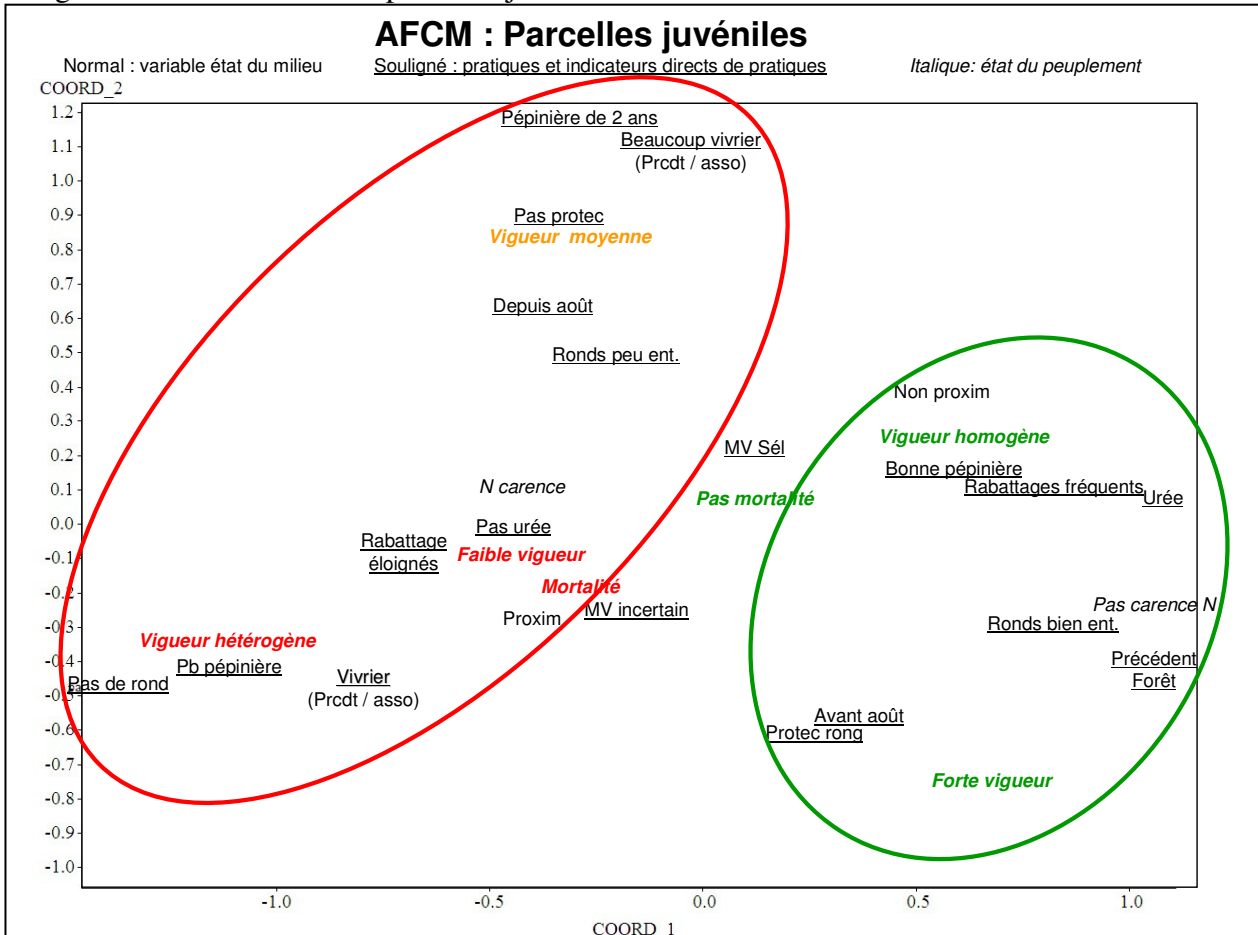 AFCM : Parcelles juvéniles
Normal : variable état du milieu
Souligné : pratiques et indicateurs directs de pratiques
Italique: état du peuplement
COORD_2
1.2
1.1
1.0
0.9
0.8
0.7
0.6
0.5
0.4
0.3
0.2
0.1
0.0
-0.1
-0.2
-0.3
-0.4
-0.5
-0.6
-0.7
-0.8
-0.9
-1.0
Pépinière de 2 ans
Beaucoup vivrier
(Prcdt / asso)
Pas protec
Vigueur moyenne
Depuis août
Ronds peu ent.
Non proxim
Vigueur homogène
MV Sél
Bonne pépinière
Rabattages fréquents
Urée
N carence
Pas mortalité
Pas urée
Rabattage
éloignés
Faible vigueur
Mortalité
MV incertain
Proxim
Pas carence N
Ronds bien ent.
Vigueur hétérogène
Pb pépinière
Pas de rond
Vivrier
(Prcdt / asso)
Précédent
Forêt
Avant août
Protec rong
Forte vigueur
-1.0
-0.5
0.0
0.5
1.0
COORD_1